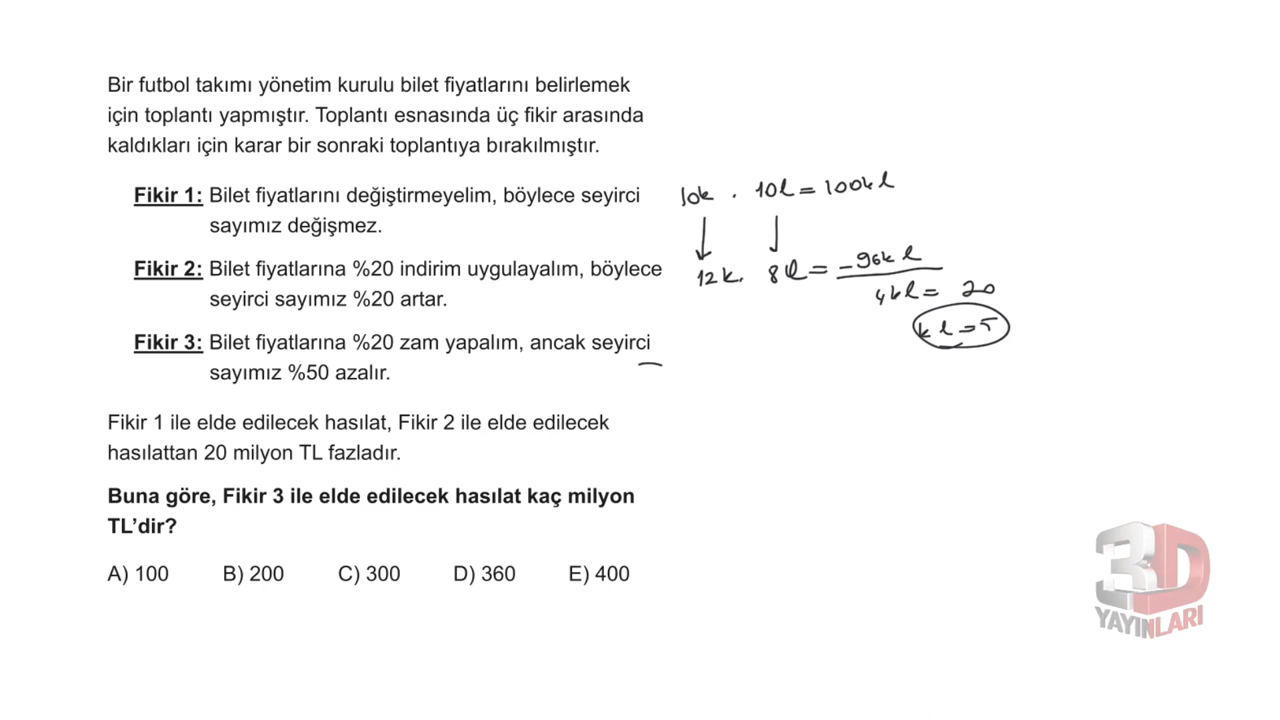 Bir futbol takımı yönetim kurulu bilet fiyatlarını belirlemek
için toplantı yapmıştır. Toplantı esnasında üç fikir arasında
kaldıkları için karar bir sonraki toplantıya bırakılmıştır.
Fikir 1: Bilet fiyatlarını değiştirmeyelim, böylece seyirci
sayımız değişmez.
Fikir 2: Bilet fiyatlarına %20 indirim uygulayalım, böylece
seyirci sayımız %20 artar.
Fikir 3: Bilet fiyatlarına %20 zam yapalım, ancak seyirci
sayımız %50 azalır.
Fikir 1 ile elde edilecek hasılat, Fikir 2 ile elde edilecek
hasılattan 20 milyon TL fazladır.
Buna göre, Fikir 3 ile elde edilecek hasılat kaç milyon
TL'dir?
A) 100 B) 200 C) 300 D) 360 E) 400
10k . 10l = 100kl
12k. 8l = -96kl
4kl = 20
kl = 5
3D
YAYINLARI